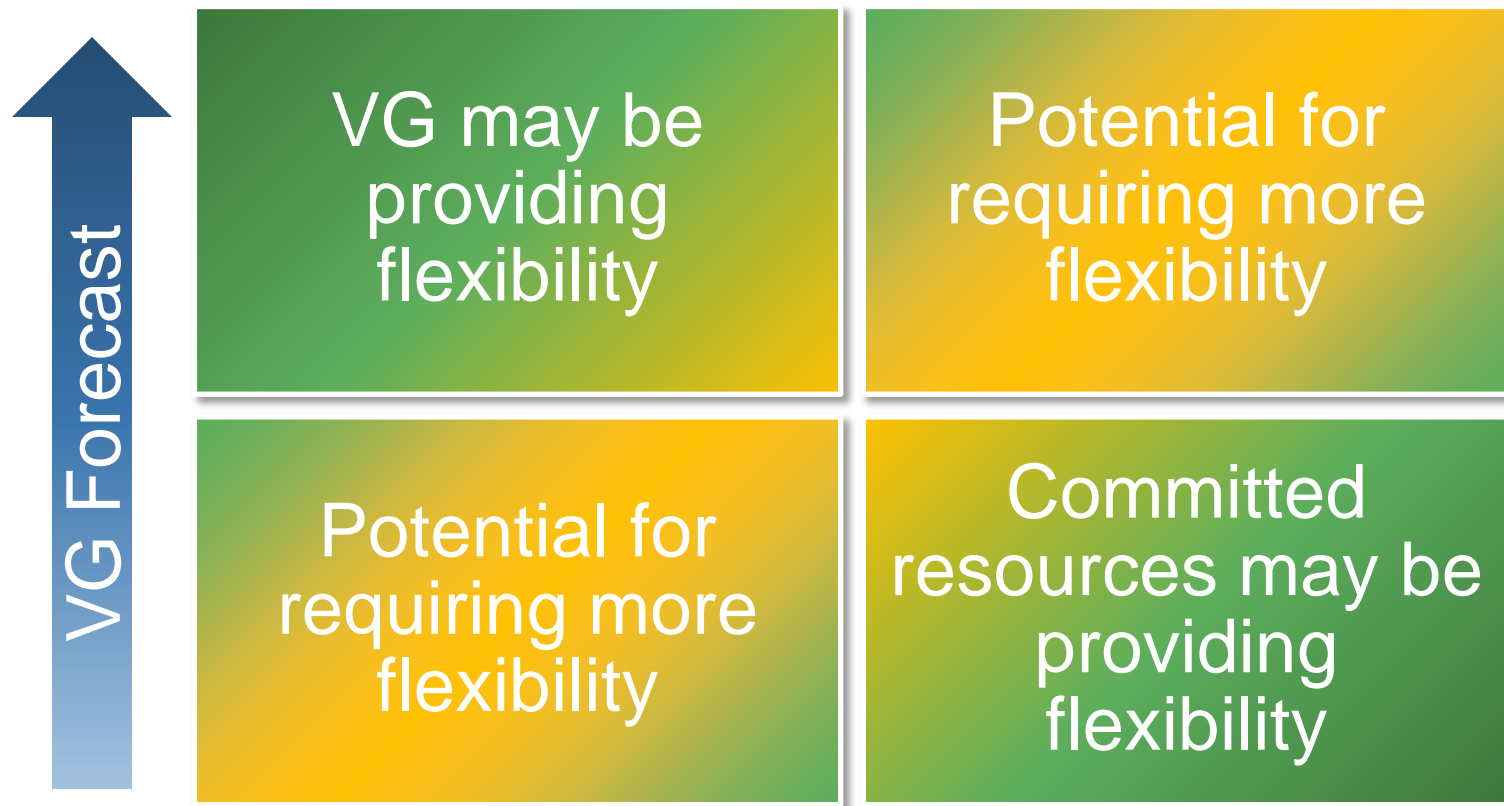 VG Forecast
VG may be
providing
flexibility
Potential for
requiring more
flexibility
Potential for
requiring more
flexibility
Committed
resources may be
providing
flexibility